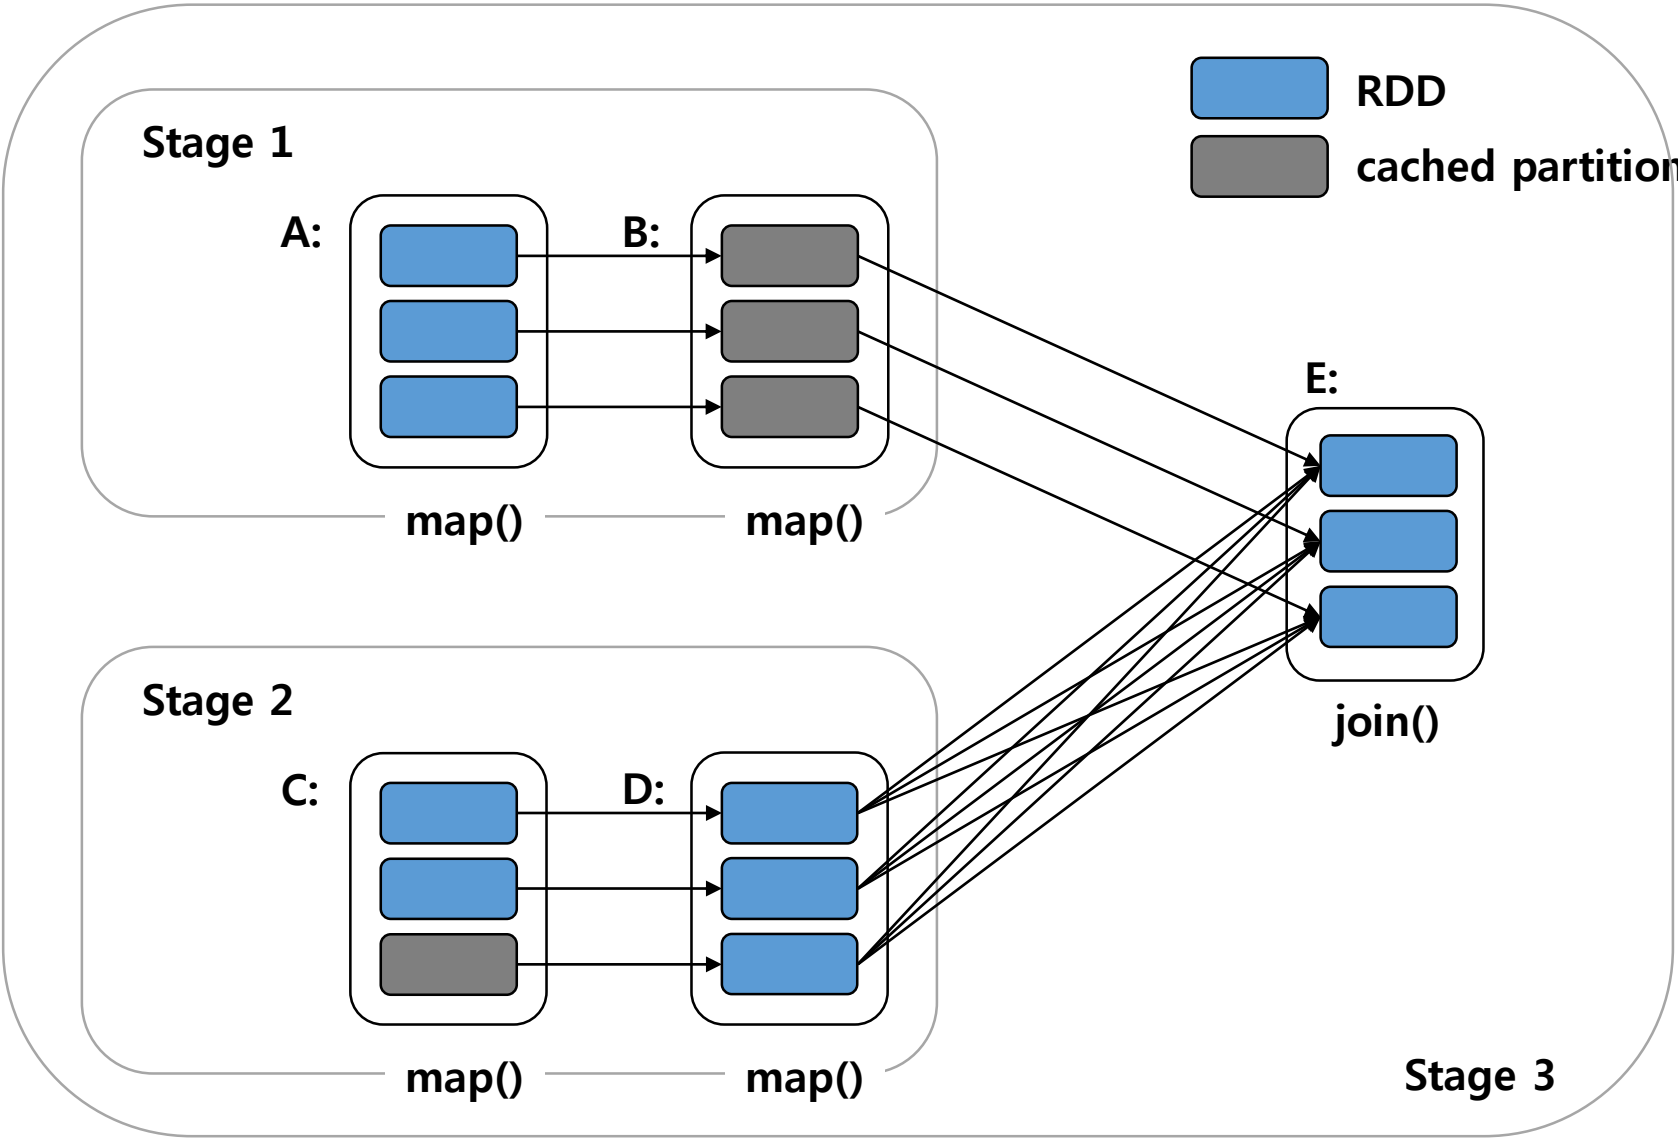 RDD
cached partition
Stage 1
A:
B:
map()
map()
E:
join()
Stage 2
C:
D:
map()
map()
Stage 3